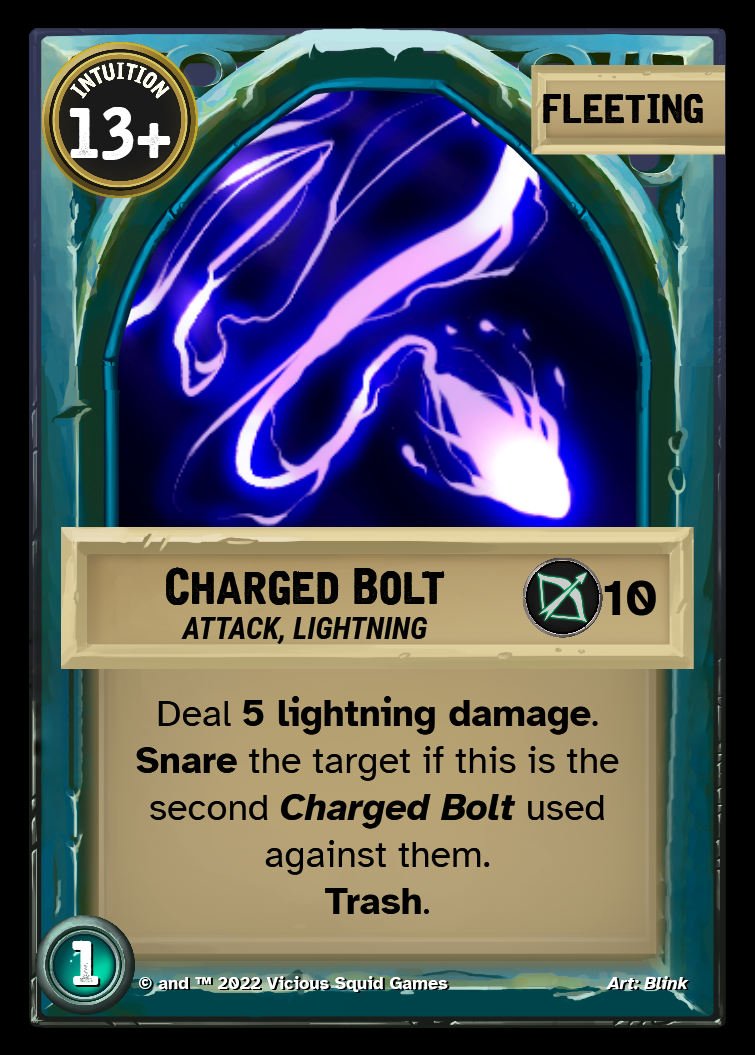 INTUITION
13+
FLEETING
CHARGED BOLT
10
ATTACK, LIGHTNING
Deal 5 lightning damage.
Snare the target if this is the
second Charged Bolt used
against them.
Trash.
1
© and ™ 2022 Vicious Squid Games
Art: Blink